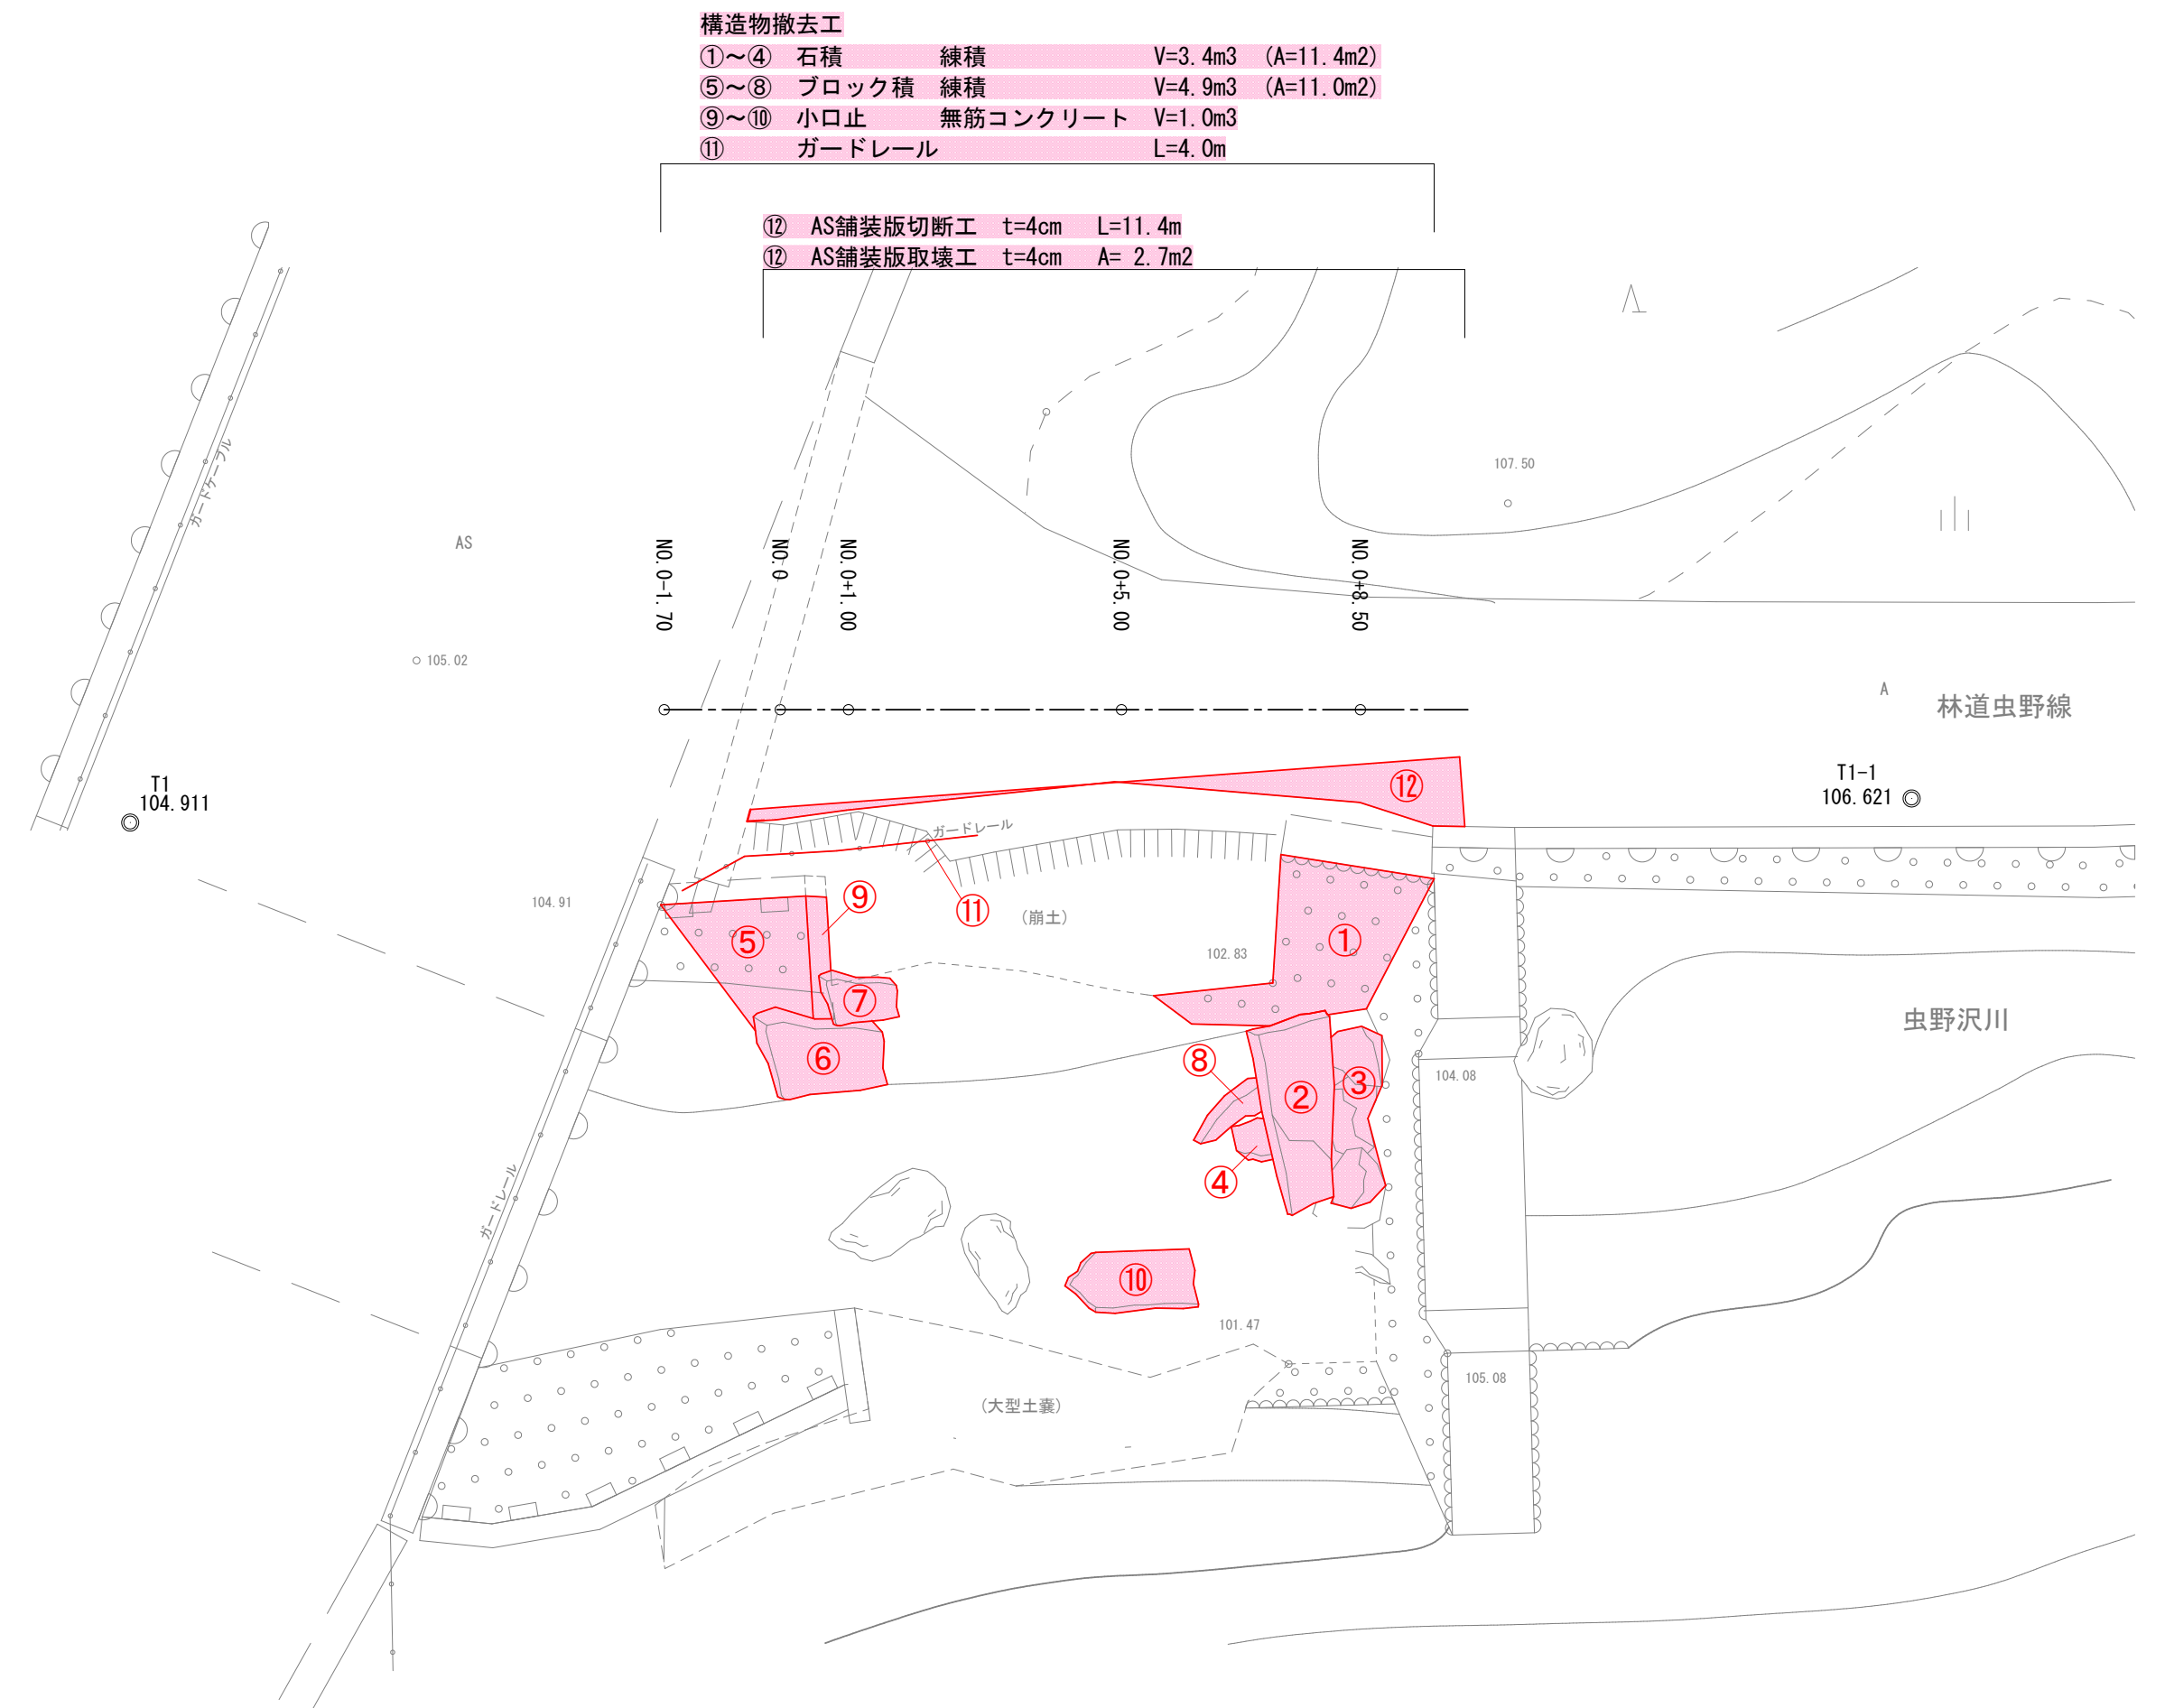 構造物撤去工
①～④　石積　　　　練積　　　　　　　V=3.4m3　(A=11.4m2)
⑤～⑧　ブロック積　練積　　　　　　　V=4.9m3　(A=11.0m2)
⑨～⑩　小口止　　　無筋コンクリート　V=1.0m3
⑪　　　ガードレール　　　　　　　　　L=4.0m
⑫　AS舗装版切断工　t=4cm　L=11.4m
⑫　AS舗装版取壊工　t=4cm　A= 2.7m2
ガードケーブル
107.50
AS
NO.0-1.70
NO.0
NO.0+1.00
NO.0+5.00
NO.0+8.50
105.02
A
林道虫野線
T1
104.911
T1-1
106.621
⑫
ガードレール
⑨
⑪
104.91
(崩土)
⑤
①
102.83
⑦
虫野沢川
⑥
⑧
②
③
104.08
④
ガードレール
⑩
101.47
105.08
(大型土嚢)